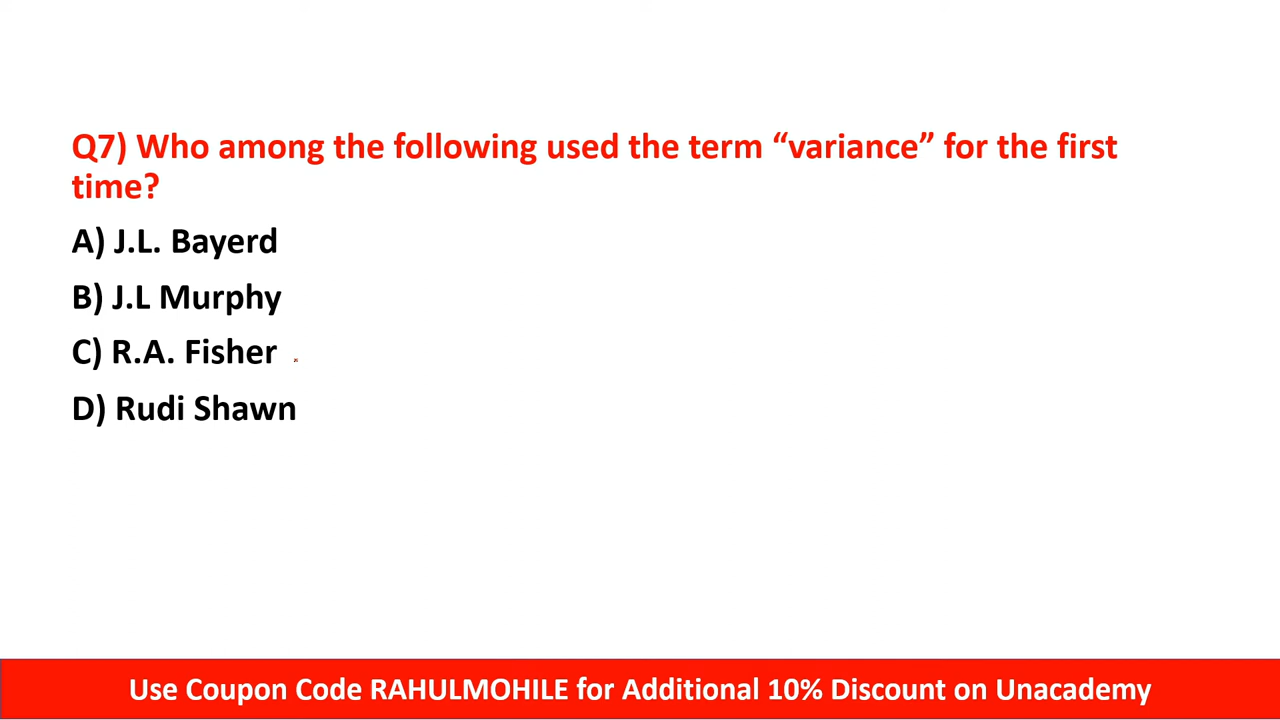 Q7) Who among the following used the term “variance” for the first
time?
A) J.L. Bayerd
B) J.L Murphy
C) R.A. Fisher
D) Rudi Shawn
Use Coupon Code RAHULMOHILE for Additional 10% Discount on Unacademy